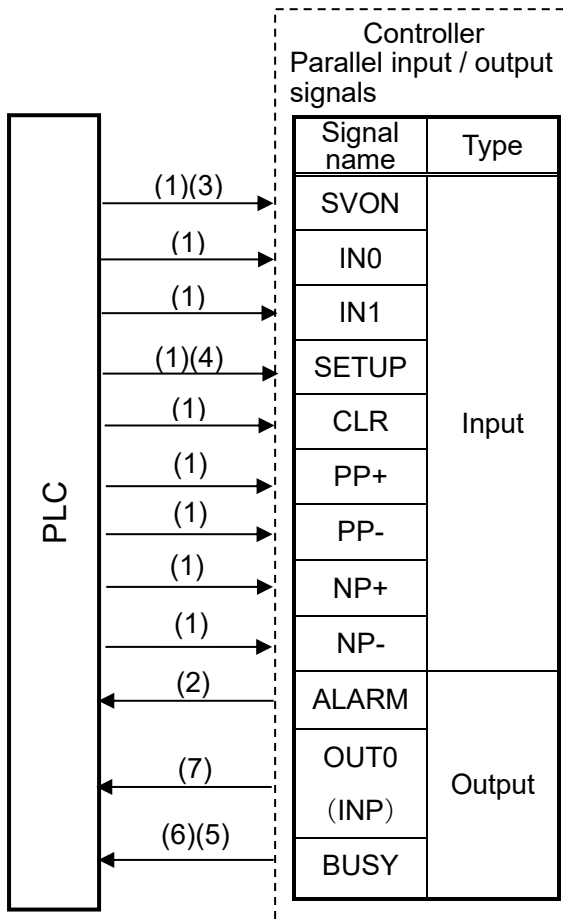 Controller
Parallel input / output
signals
Signal
name
Type
(1)(3)
SVON
(1)
IN0
(1)
IN1
(1)(4)
SETUP
(1)
CLR
Input
(1)
PP+
PLC
(1)
PP-
(1)
NP+
(1)
NP-
(2)
ALARM
(7)
OUT0
（INP）
Output
(6)(5)
BUSY